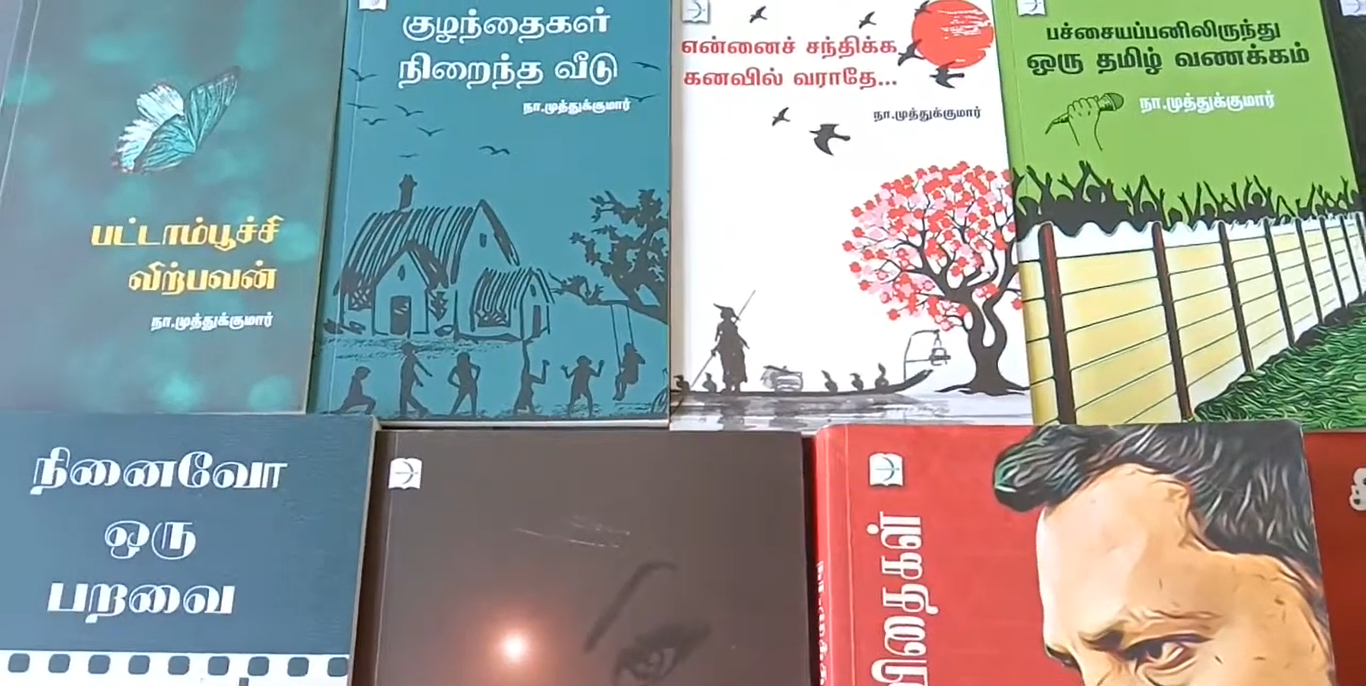 பட்டாம்பூச்சி
விற்பவன்
நா.முத்துக்குமார்
குழந்தைகள்
நிறைந்த வீடு
நா.முத்துக்குமார்
என்னைச் சந்திக்க
கனவில் வராதே...
நா.முத்துக்குமார்
பச்சையப்பனிலிருந்து
ஒரு தமிழ் வணக்கம்
நா.முத்துக்குமார்
நினைவோ
ஒரு
பறவை